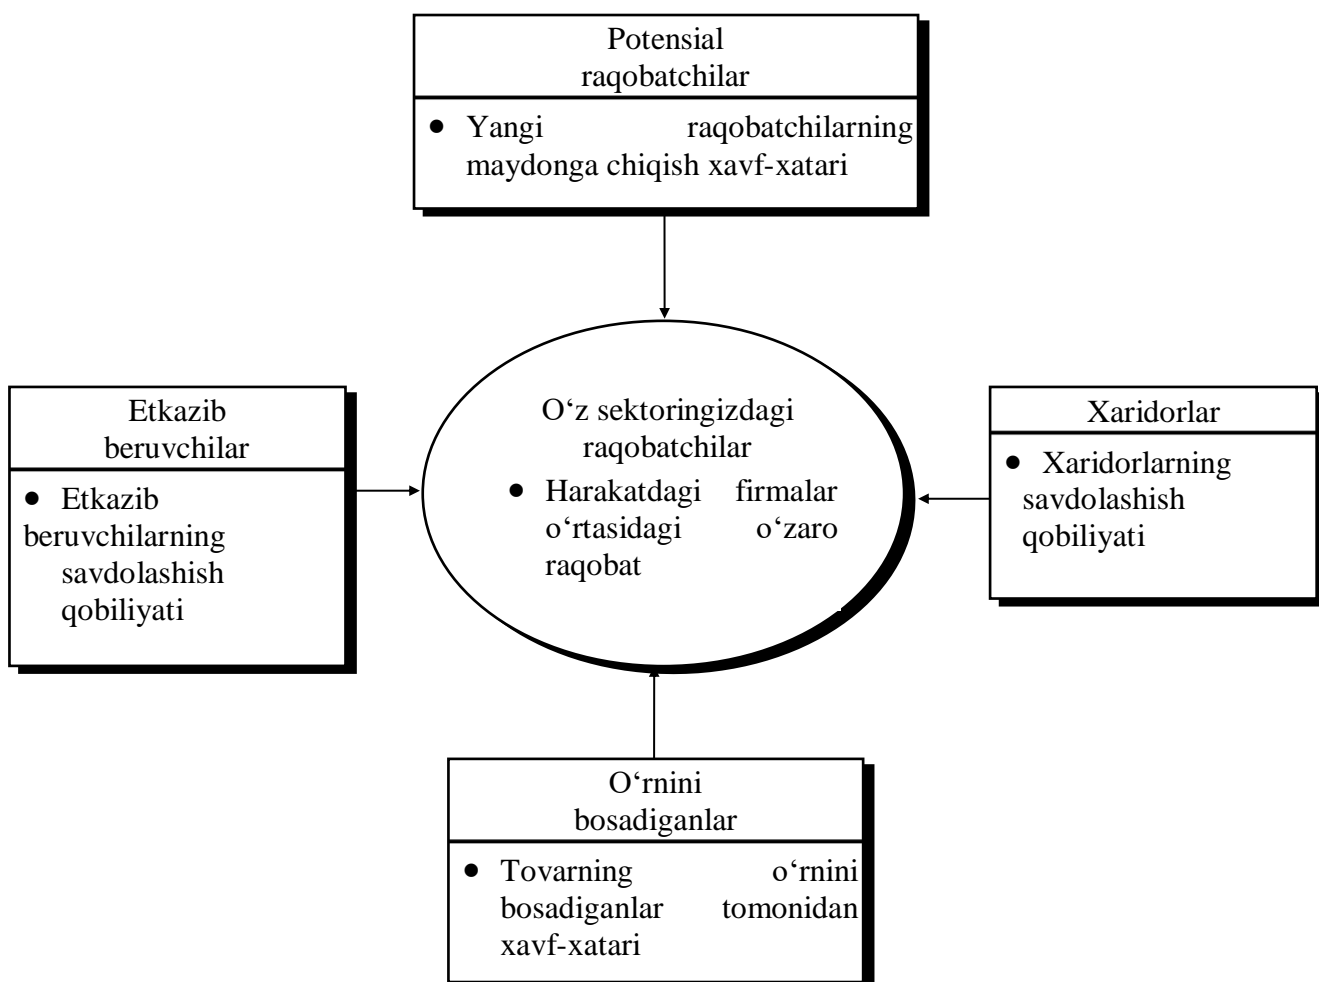 Potensial
raqobatchilar
● Yangi raqobatchilarning
maydonga chiqish xavf-xatari
Etkazib
beruvchilar
● Etkazib
beruvchilarning
savdolashish
qobiliyati
O‘z sektoringizdagi
raqobatchilar
● Harakatdagi firmalar
o‘rtasidagi o‘zaro
raqobat
Xaridorlar
● Xaridorlarning
savdolashish
qobiliyati
O‘rnini
bosadiganlar
● Tovarning o‘rnini
bosadiganlar tomonidan
xavf-xatari